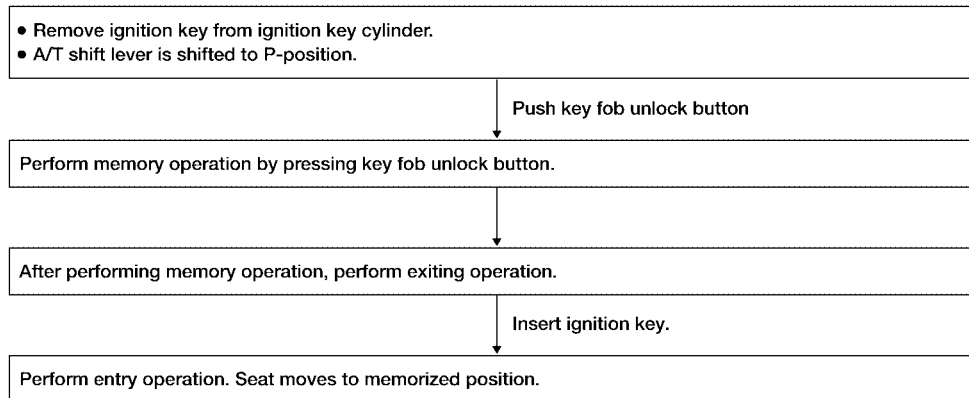 • Remove ignition key from ignition key cylinder.
• A/T shift lever is shifted to P-position.
Push key fob unlock button
Perform memory operation by pressing key fob unlock button.
After performing memory operation, perform exiting operation.
Insert ignition key.
Perform entry operation. Seat moves to memorized position.